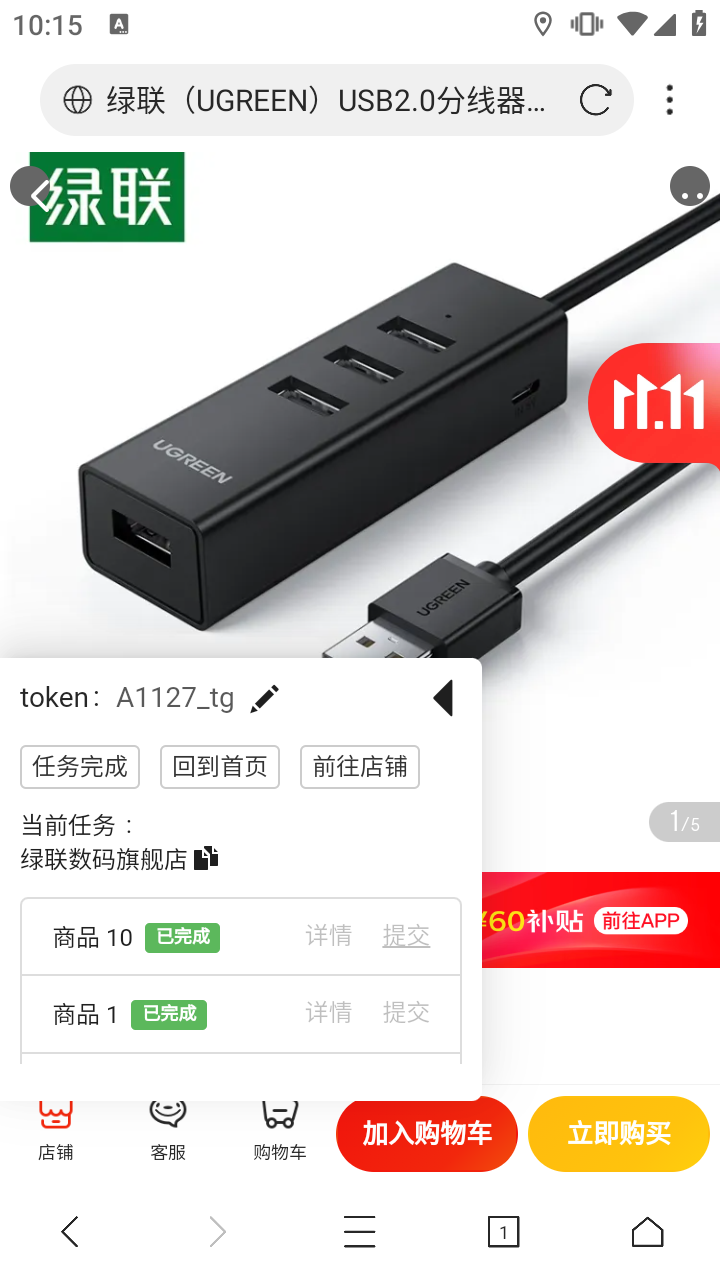 10:15
A
绿联（UGREEN）USB2.0分线器...
绿联
UGREEN
UGREEN
11.11
token：A1127_tg
任务完成 回到首页 前往店铺
当前任务：
绿联数码旗舰店
1/5
商品 10 已完成 详情 提交
¥60补贴 前往APP
商品 1 已完成 详情 提交
店铺 客服 购物车 加入购物车 立即购买
1